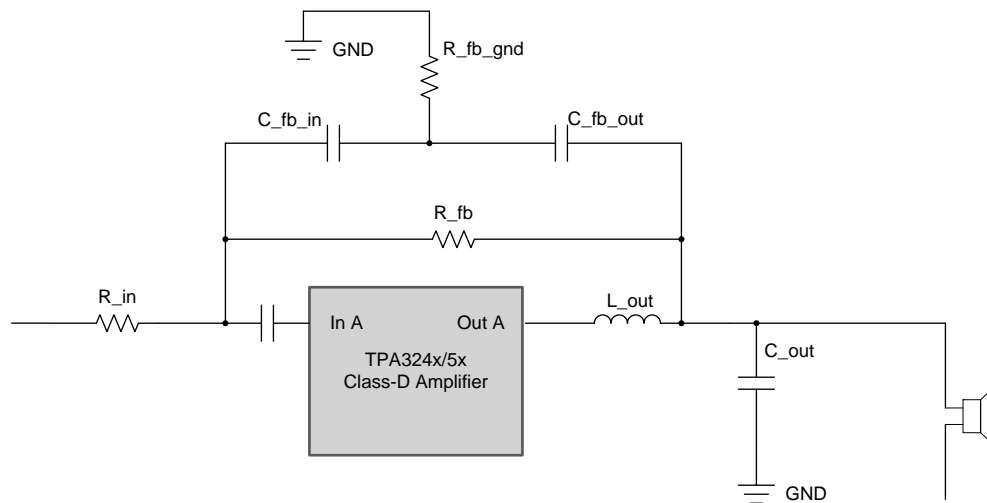 GND
R_fb_gnd
C_fb_in
C_fb_out
R_fb
R_in
In A
Out A
L_out
TPA324x/5x
Class-D Amplifier
C_out
GND